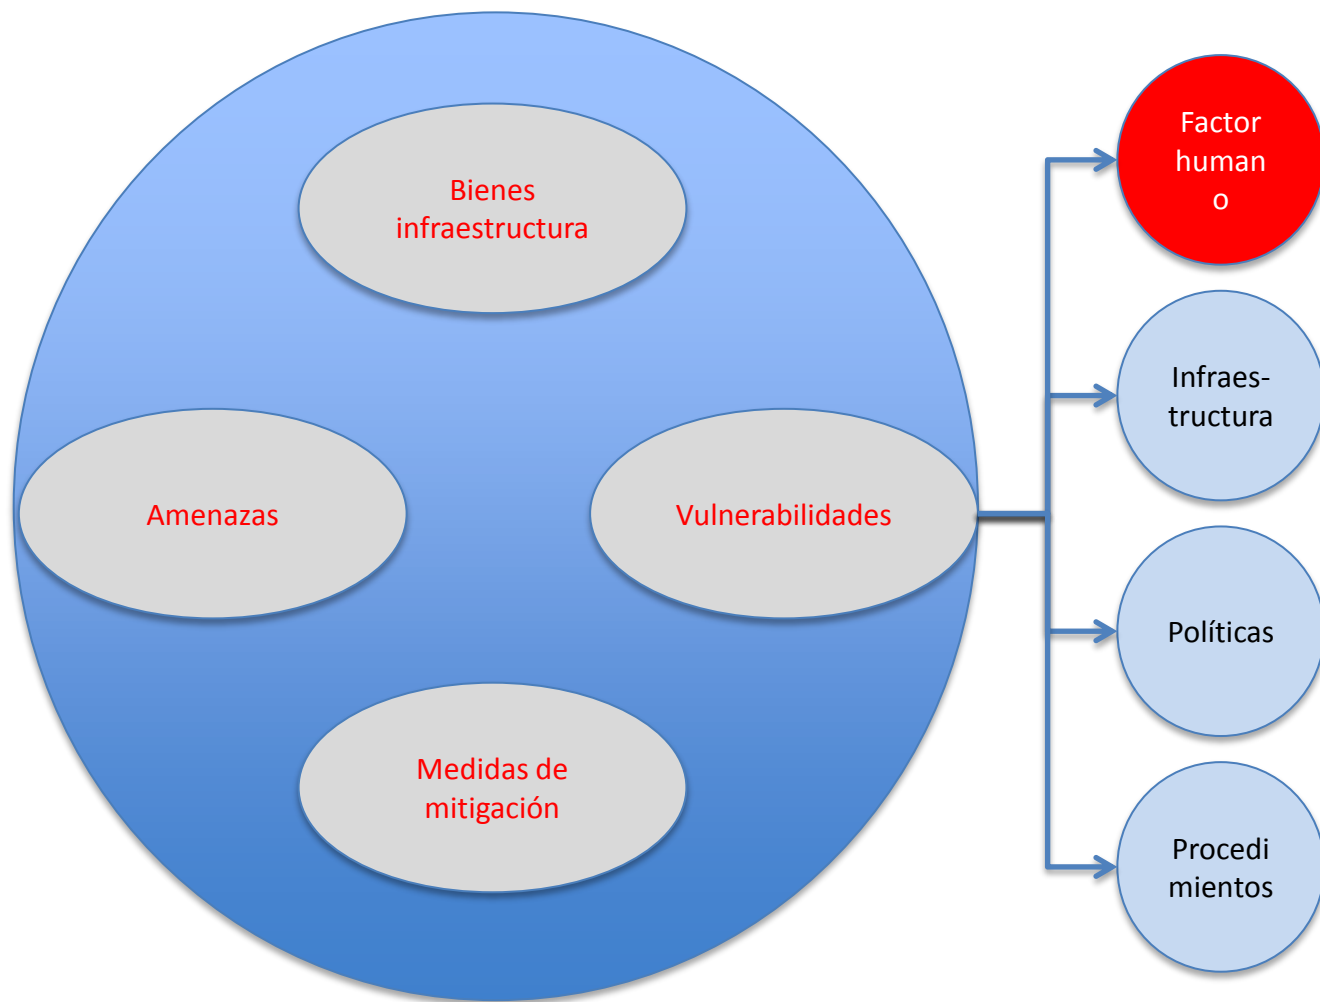 Bienes
infraestructura
Amenazas
Vulnerabilidades
Medidas de
mitigación
Factor
human
o
Infraes-
tructura
Políticas
Procedi
mientos